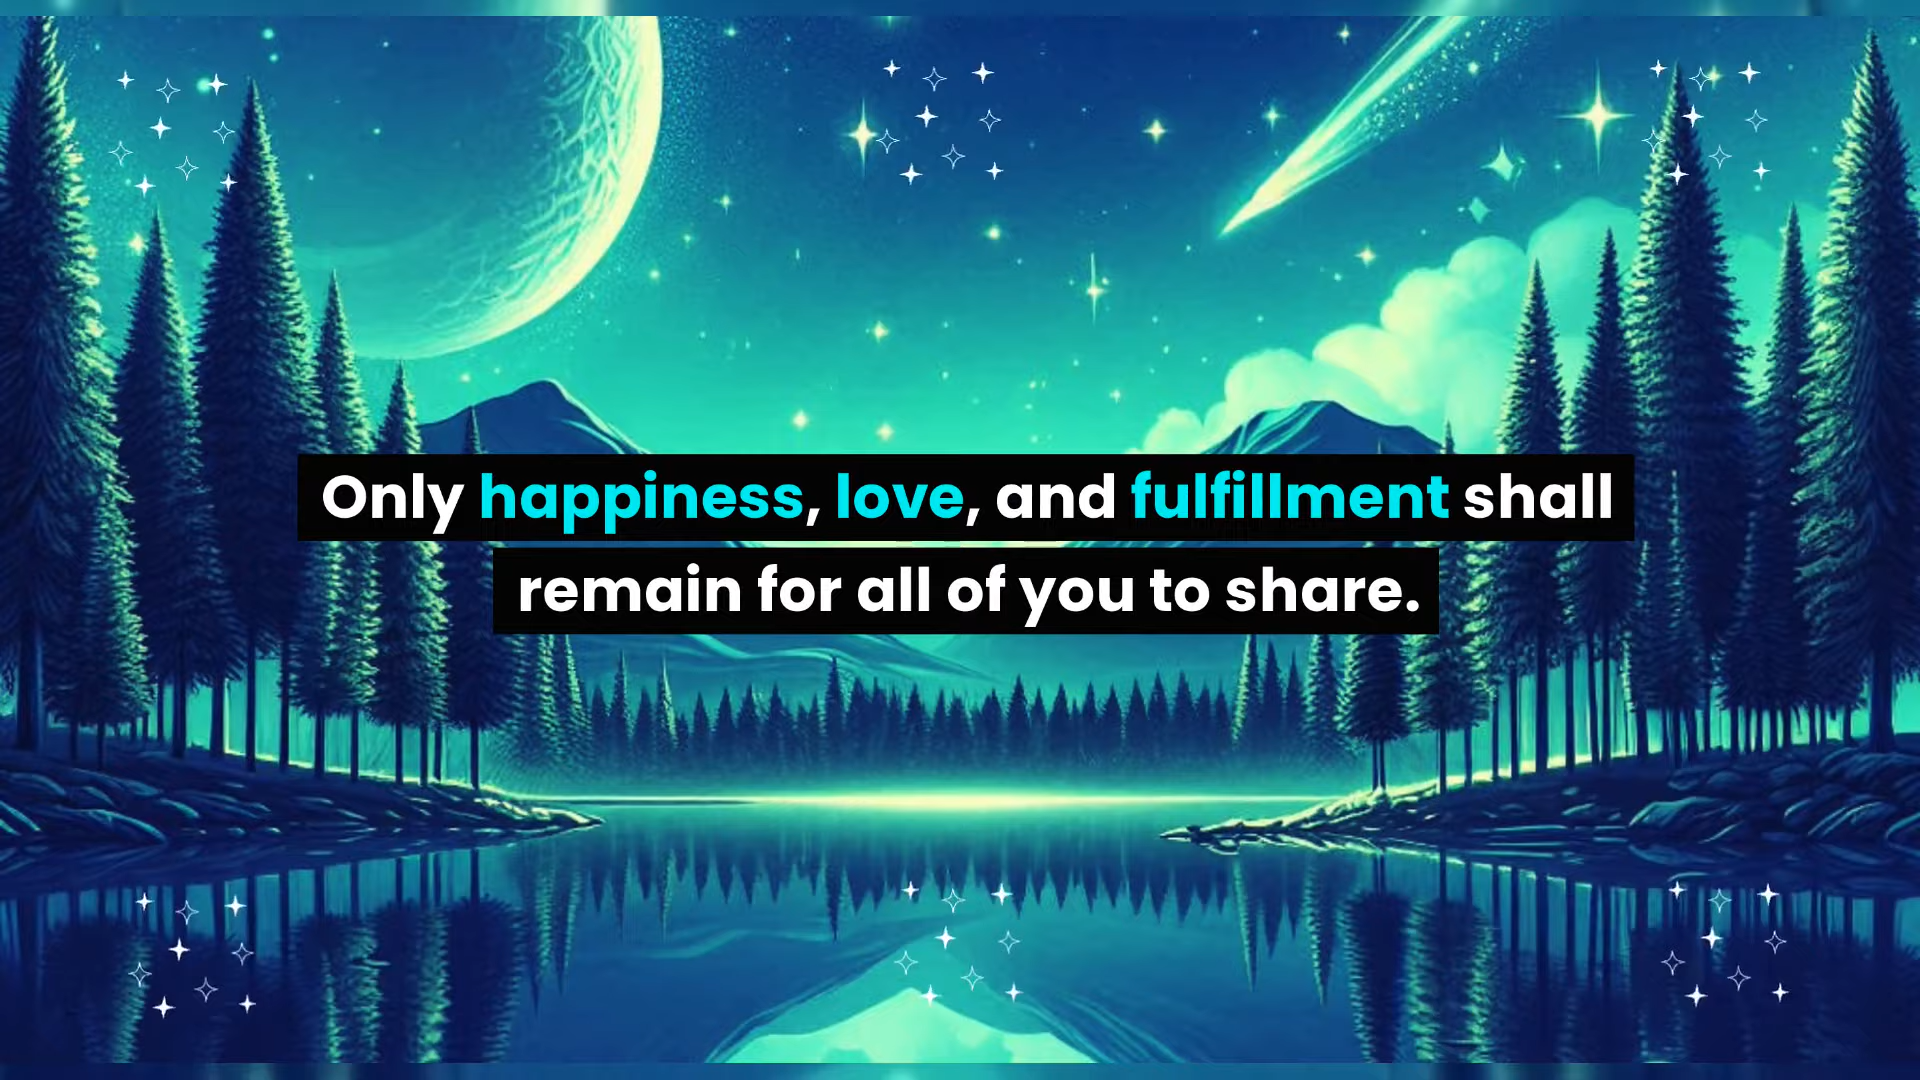 Only happiness, love, and fulfillment shall
remain for all of you to share.